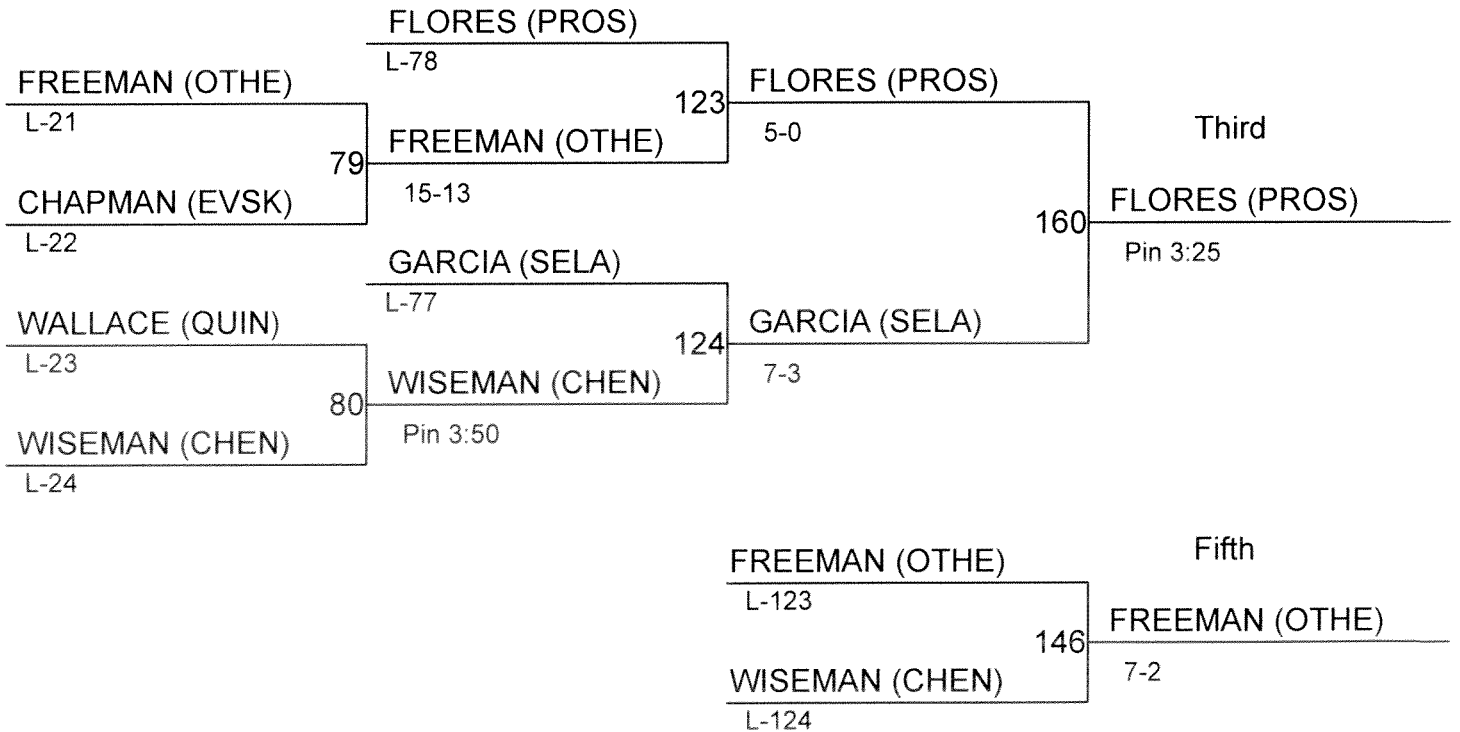 FLORES (PROS)
L-78
FREEMAN (OTHE)
L-21
123
FLORES (PROS)
5-0
Third
79
FREEMAN (OTHE)
15-13
CHAPMAN (EVSK)
L-22
160
FLORES (PROS)
Pin 3:25
GARCIA (SELA)
L-77
WALLACE (QUIN)
L-23
124
GARCIA (SELA)
7-3
80
WISEMAN (CHEN)
Pin 3:50
WISEMAN (CHEN)
L-24
Fifth
FREEMAN (OTHE)
L-123
146
FREEMAN (OTHE)
7-2
WISEMAN (CHEN)
L-124